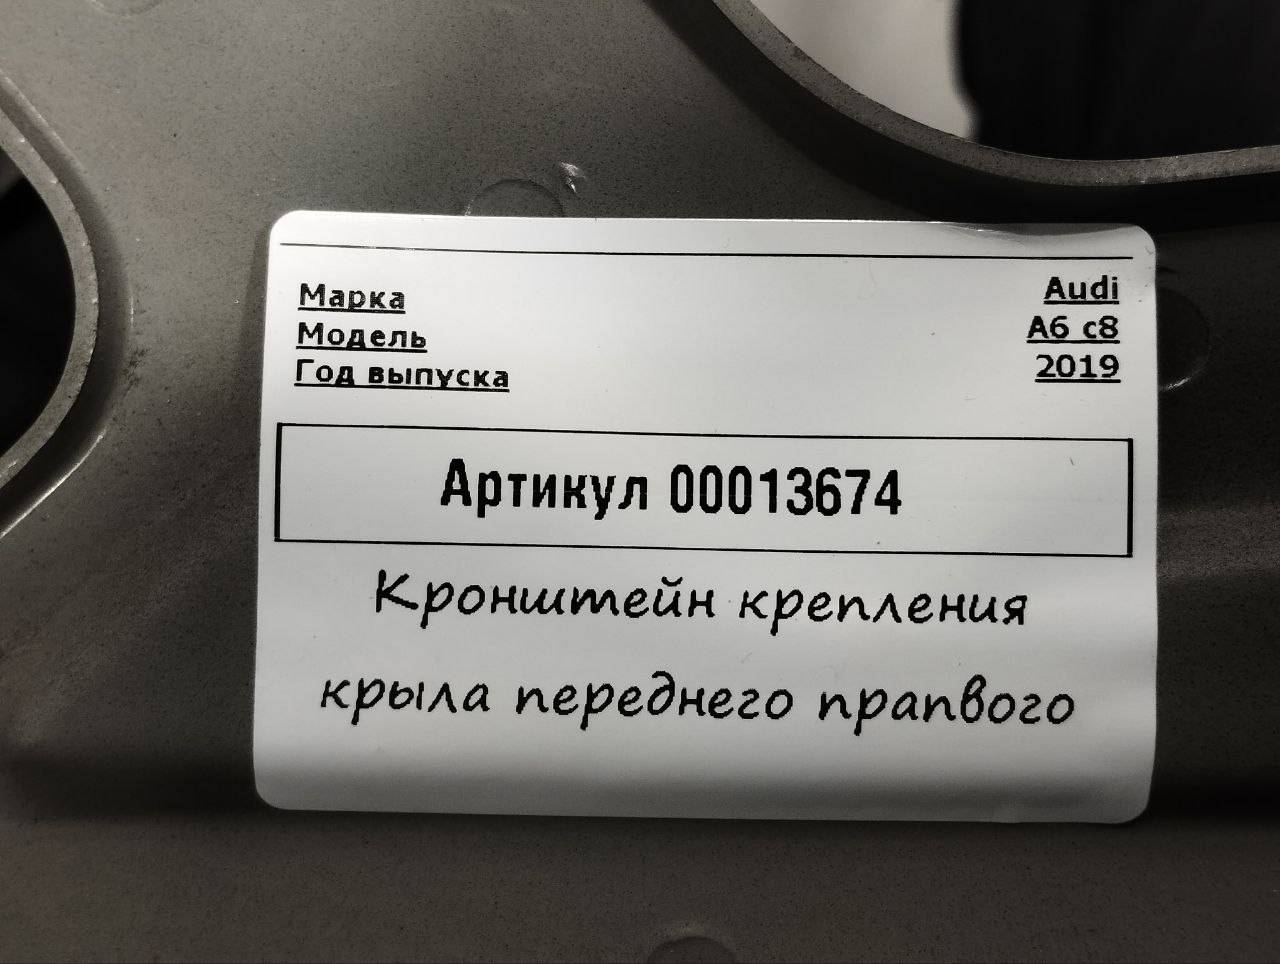 Марка Audi
Модель A6 c8
Год выпуска 2019
Артикул 00013674
Кронштейн крепления
крыла переднего прапвого